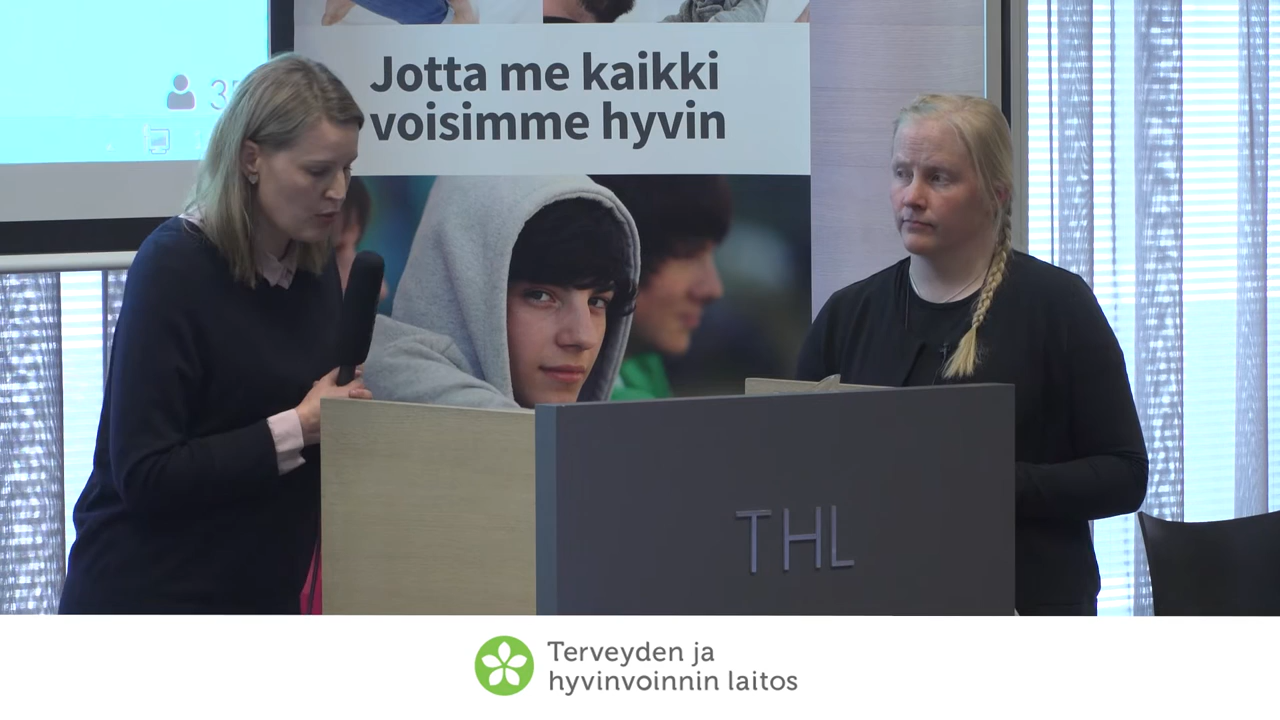 Jotta me kaikki
voisimme hyvin
THL
Terveyden ja
hyvinvoinnin laitos